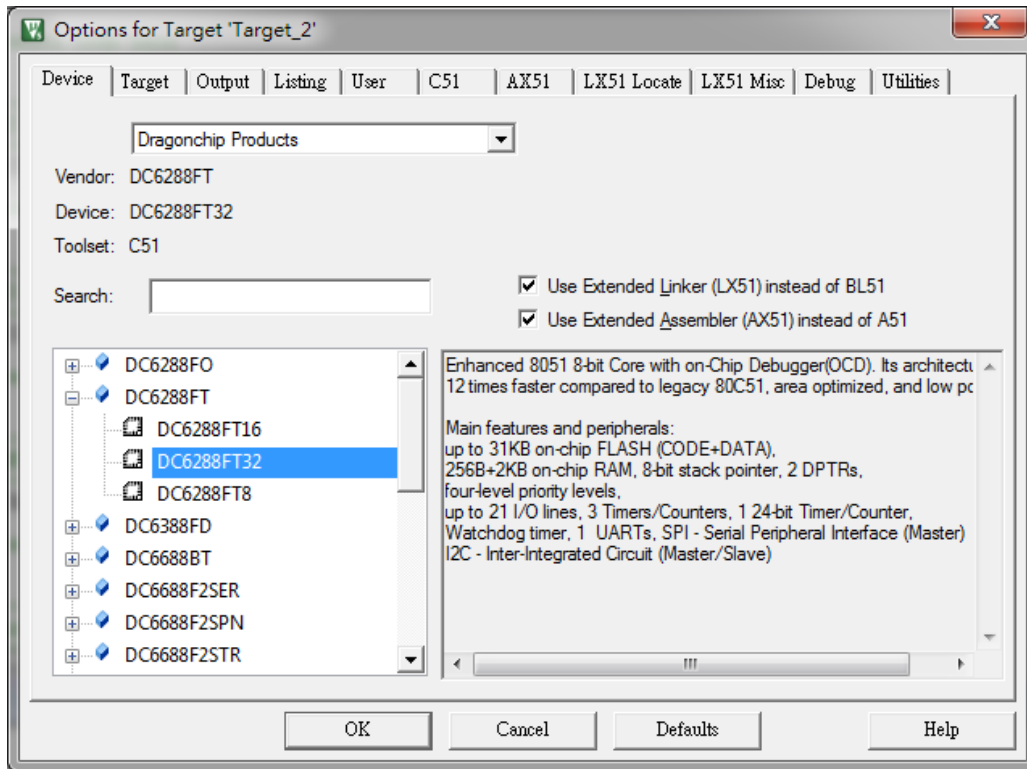 Options for Target 'Target_2'
Device Target Output Listing User C51 AX51 LX51 Locate LX51 Misc Debug Utilities
Dragonchip Products
Vendor: DC6288FT
Device: DC6288FT32
Toolset: C51
Search:
Use Extended Linker (LX51) instead of BL51
Use Extended Assembler (AX51) instead of A51
DC6288FO
DC6288FT
DC6288FT16
DC6288FT32
DC6288FT8
DC6388FD
DC6688BT
DC6688F2SER
DC6688F2SPN
DC6688F2STR
Enhanced 8051 8-bit Core with on-Chip Debugger(OCD). Its architectu
12 times faster compared to legacy 80C51, area optimized, and low po
Main features and peripherals:
up to 31KB on-chip FLASH (CODE+DATA),
256B+2KB on-chip RAM, 8-bit stack pointer, 2 DPTRs,
four-level priority levels,
up to 21 I/O lines, 3 Timers/Counters, 1 24-bit Timer/Counter,
Watchdog timer, 1 UARTs, SPI - Serial Peripheral Interface (Master)
I2C - Inter-Integrated Circuit (Master/Slave)
OK Cancel Defaults Help